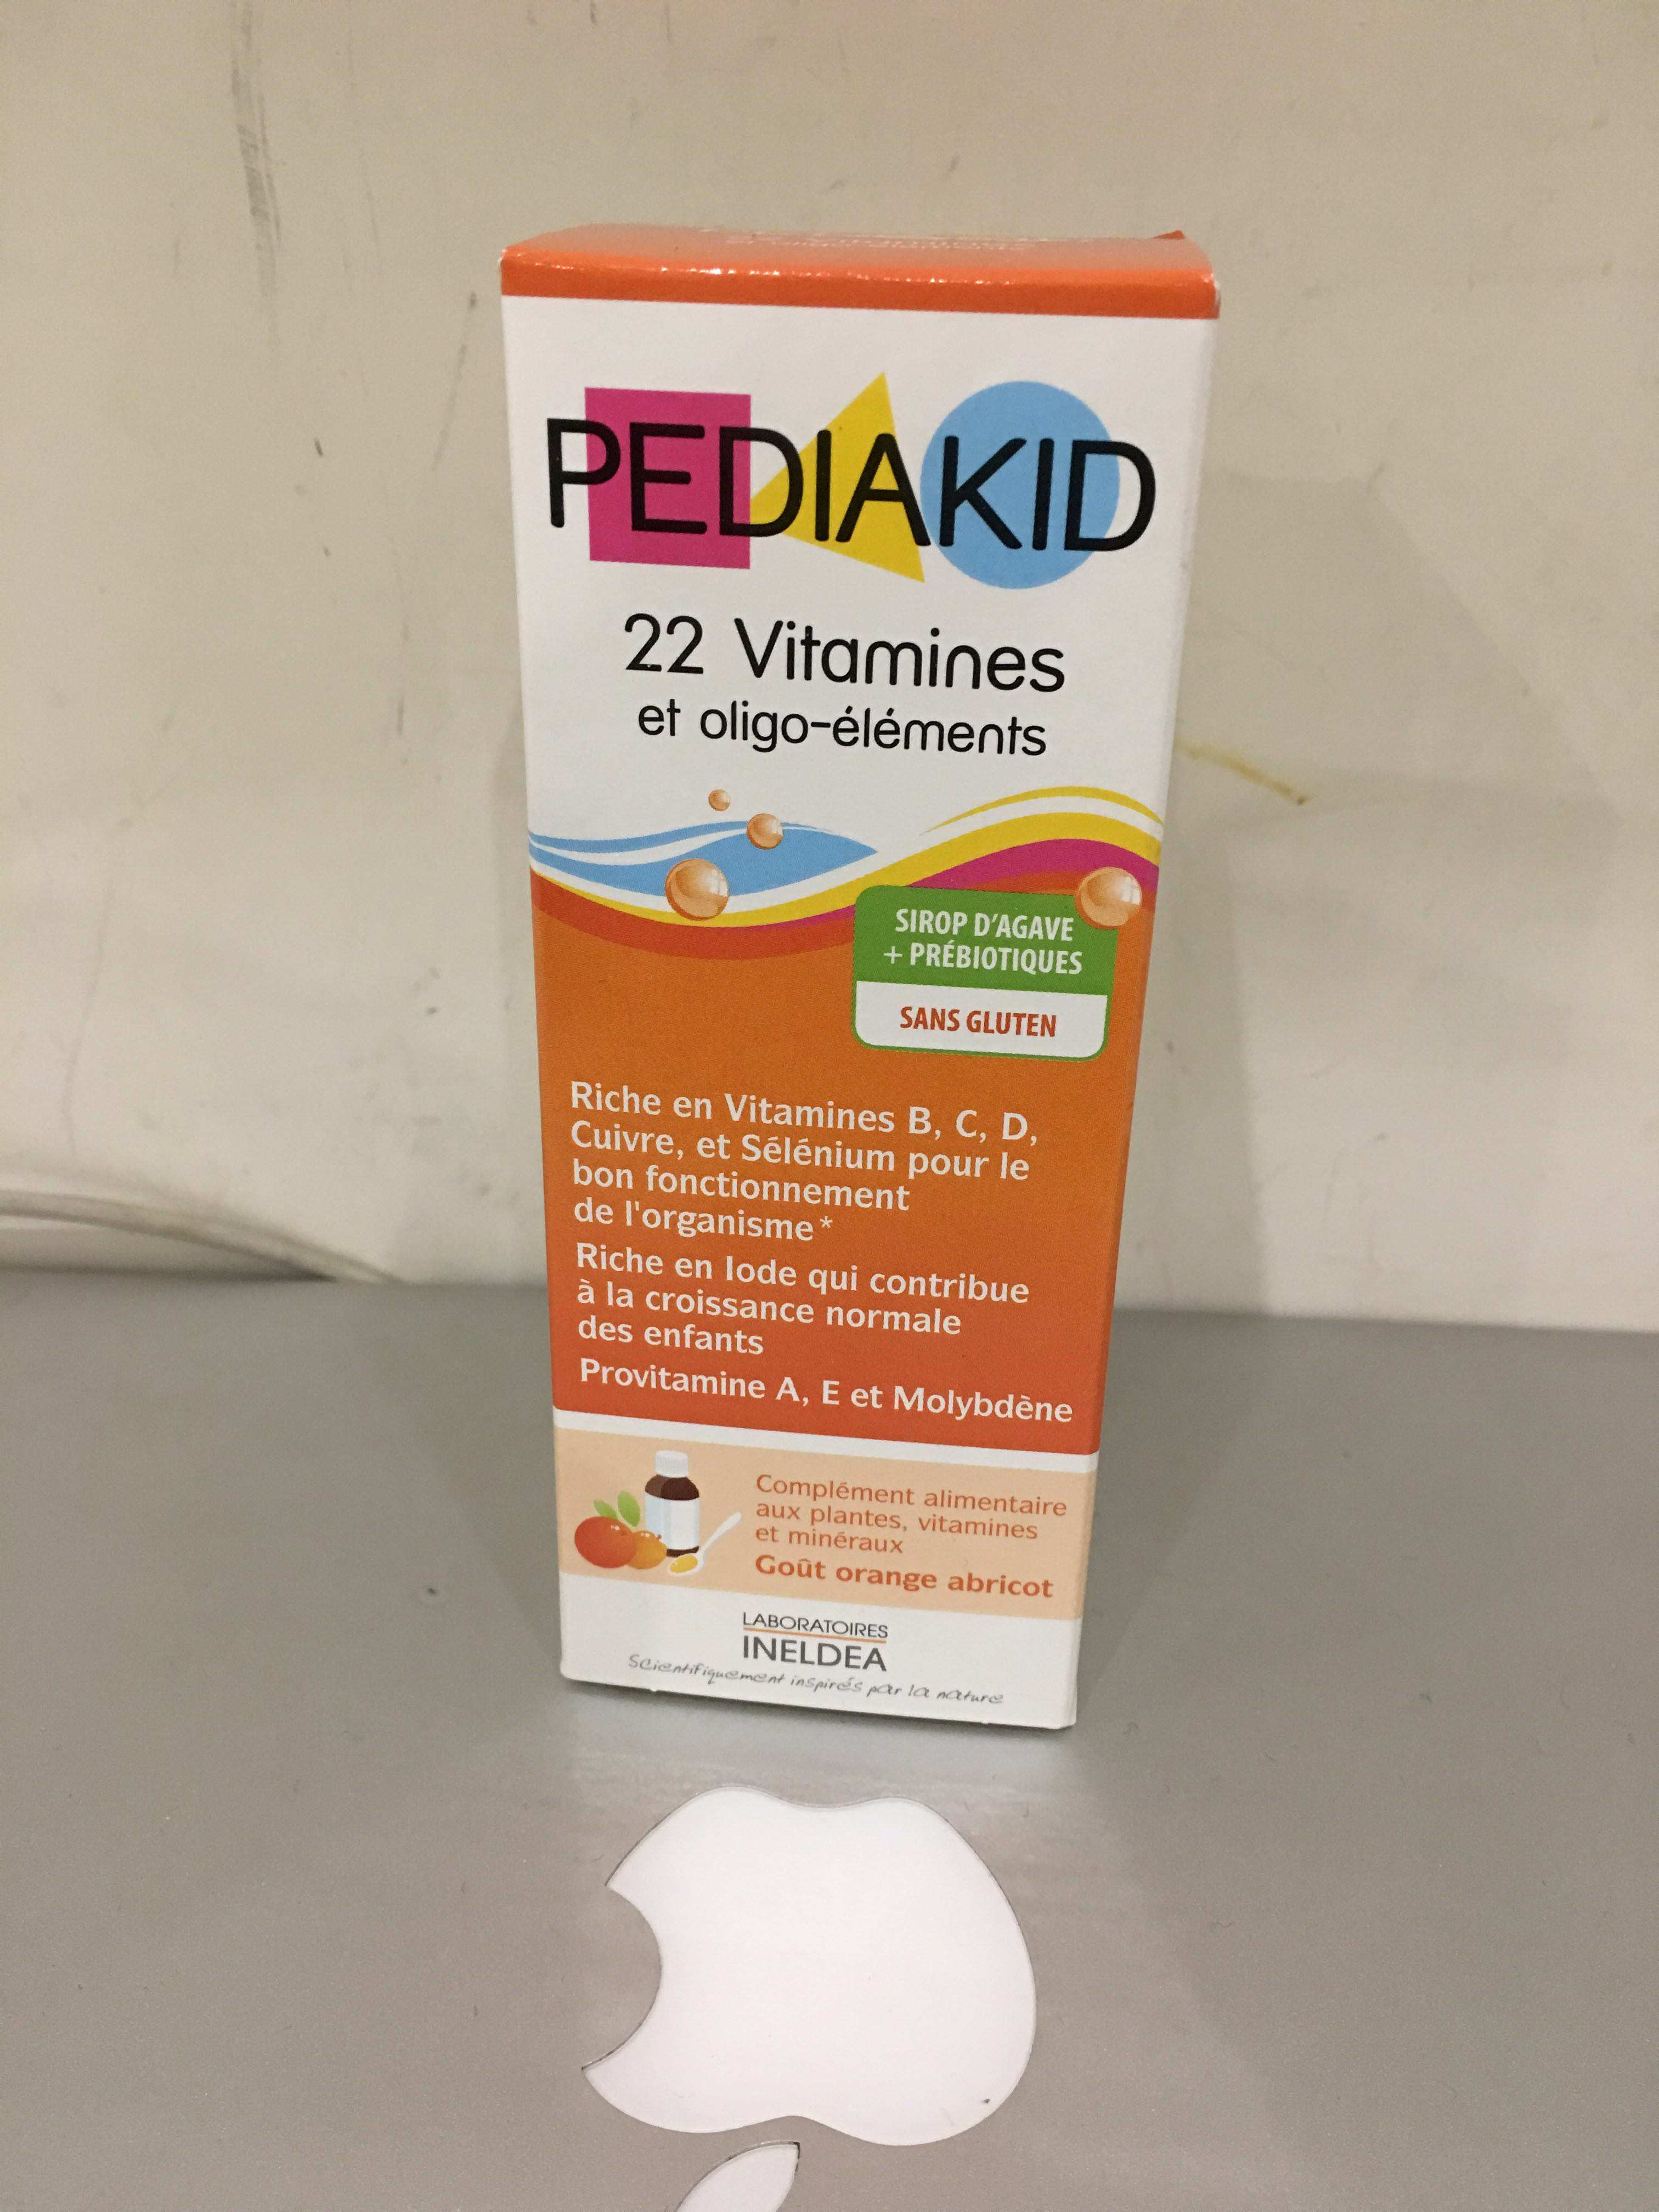 PEDIAKID
22 Vitamines
et oligo-éléments
SIROP D'AGAVE
+ PRÉBIOTIQUES
SANS GLUTEN
Riche en Vitamines B, C, D,
Cuivre, et Sélénium pour le
bon fonctionnement
de l'organisme*
Riche en Iode qui contribue
à la croissance normale
des enfants
Provitamine A, E et Molybdène
Complément alimentaire
aux plantes, vitamines
et minéraux
Goût orange abricot
LABORATOIRES
INELDEA
Scientifiquement inspirés par la nature